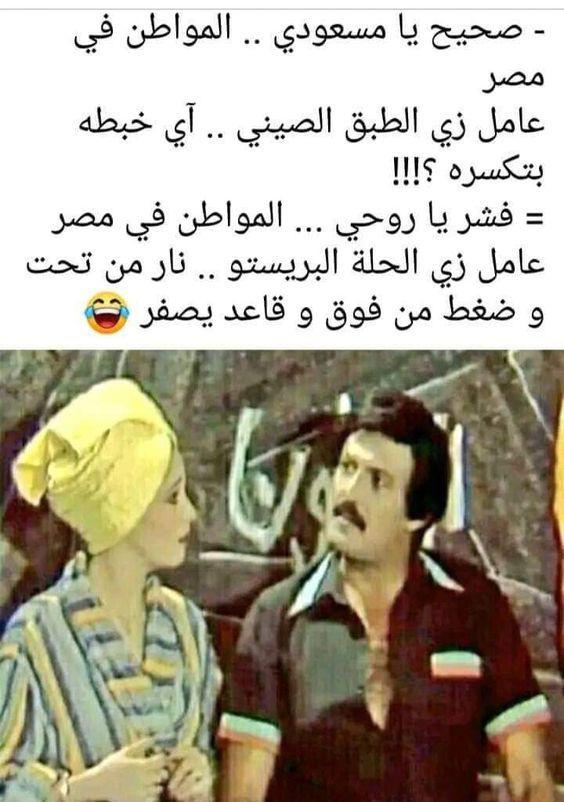 - صحيح يا مسعودي .. المواطن في
مصر
عامل زي الطبق الصيني .. آي خبطه
بتكسره ؟!!!
= فشر يا روحي ... المواطن في مصر
عامل زي الحلة البريستو .. نار من تحت
و ضغط من فوق و قاعد يصفر 😂